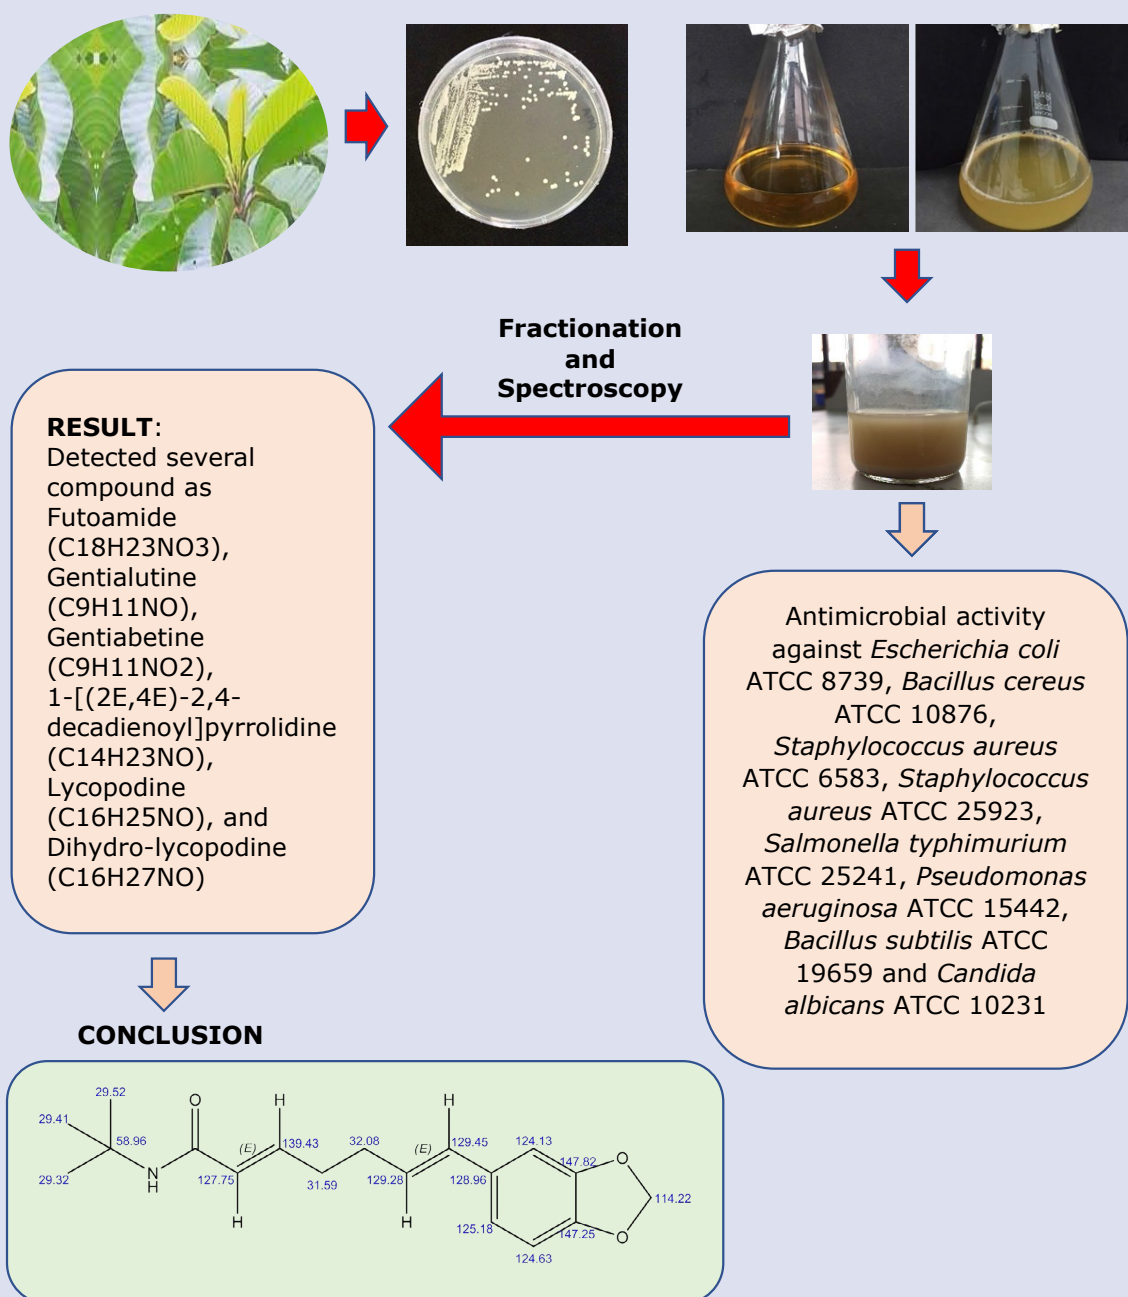 Fractionation
and
Spectroscopy
RESULT:
Detected several
compound as
Futoamide
(C18H23NO3),
Gentialutine
(C9H11NO),
Gentiabetine
(C9H11NO2),
1-[(2E,4E)-2,4-
decadienoyl]pyrrolidine
(C14H23NO),
Lycopodine
(C16H25NO), and
Dihydro-lycopodine
(C16H27NO)
Antimicrobial activity
against Escherichia coli
ATCC 8739, Bacillus cereus
ATCC 10876,
Staphylococcus aureus
ATCC 6583, Staphylococcus
aureus ATCC 25923,
Salmonella typhimurium
ATCC 25241, Pseudomonas
aeruginosa ATCC 15442,
Bacillus subtilis ATCC
19659 and Candida
albicans ATCC 10231
CONCLUSION
29.52
O
H
H
29.41
58.96
(E)
139.43
32.08
(E)
129.45
124.13
147.82
O
29.32
N
H
127.75
31.59
129.28
128.96
114.22
H
H
125.18
147.25
O
124.63